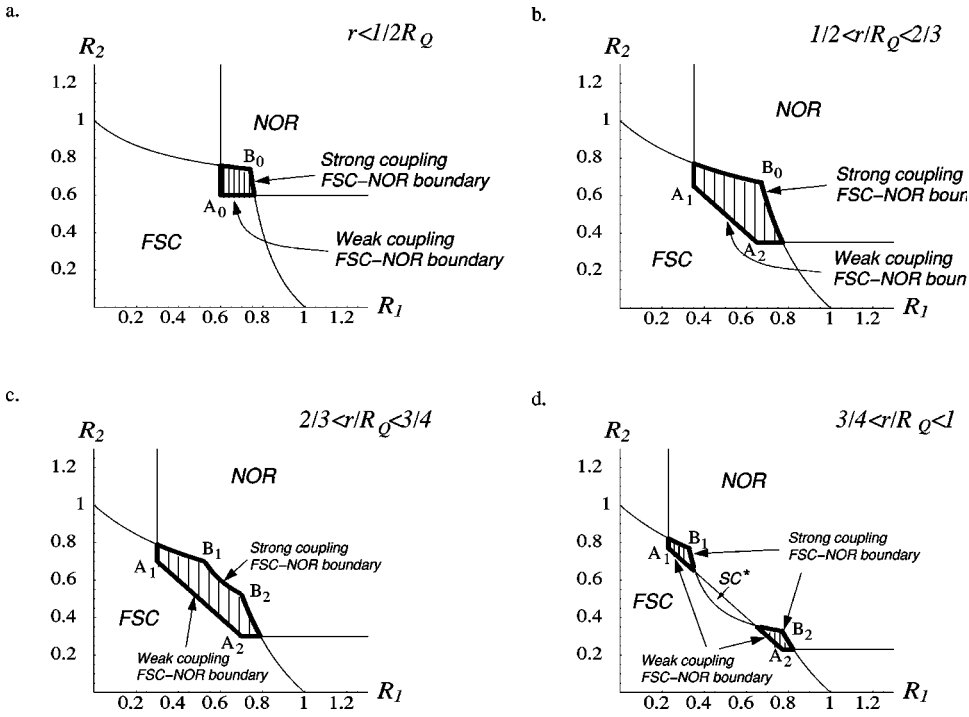 a.
r<1/2R_Q
R_2
1.2
1
0.8
0.6
0.4
0.2
NOR
B_0
Strong coupling
FSC–NOR boundary
A_0
FSC
Weak coupling
FSC–NOR boundary
0.2 0.4 0.6 0.8 1 1.2 R_1
b.
1/2<r/R_Q<2/3
R_2
1.2
1
0.8
0.6
0.4
0.2
NOR
B_0
Strong coupling
FSC–NOR boun
A_1
FSC
A_2
Weak coupling
FSC–NOR boun
0.2 0.4 0.6 0.8 1 1.2 R_1
c.
2/3<r/R_Q<3/4
R_2
1.2
1
0.8
0.6
0.4
0.2
NOR
B_1
Strong coupling
FSC–NOR boundary
A_1
B_2
FSC
A_2
Weak coupling
FSC–NOR boundary
0.2 0.4 0.6 0.8 1 1.2 R_1
d.
3/4<r/R_Q<1
R_2
1.2
1
0.8
0.6
0.4
0.2
NOR
B_1
Strong coupling
FSC–NOR boundary
A_1
SC*
FSC
B_2
A_2
Weak coupling
FSC–NOR boundary
0.2 0.4 0.6 0.8 1 1.2 R_1